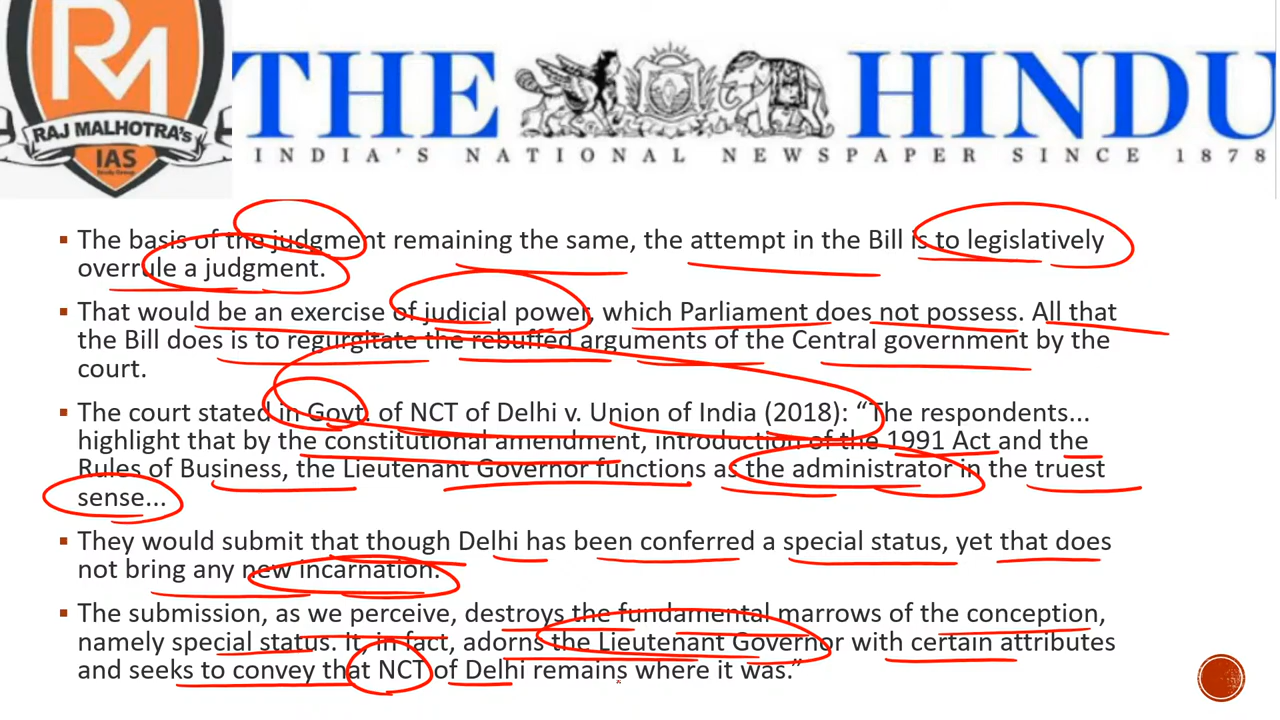 RM
RAJ MALHOTRA's
IAS
Study Group
THE HINDU
INDIA'S NATIONAL NEWSPAPER SINCE 1878
▪ The basis of the judgment remaining the same, the attempt in the Bill is to legislatively
overrule a judgment.
▪ That would be an exercise of judicial power, which Parliament does not possess. All that
the Bill does is to regurgitate the rebuffed arguments of the Central government by the
court.
▪ The court stated in Govt. of NCT of Delhi v. Union of India (2018): “The respondents...
highlight that by the constitutional amendment, introduction of the 1991 Act and the
Rules of Business, the Lieutenant Governor functions as the administrator in the truest
sense...
▪ They would submit that though Delhi has been conferred a special status, yet that does
not bring any new incarnation.
▪ The submission, as we perceive, destroys the fundamental marrows of the conception,
namely special status. It, in fact, adorns the Lieutenant Governor with certain attributes
and seeks to convey that NCT of Delhi remains where it was.”